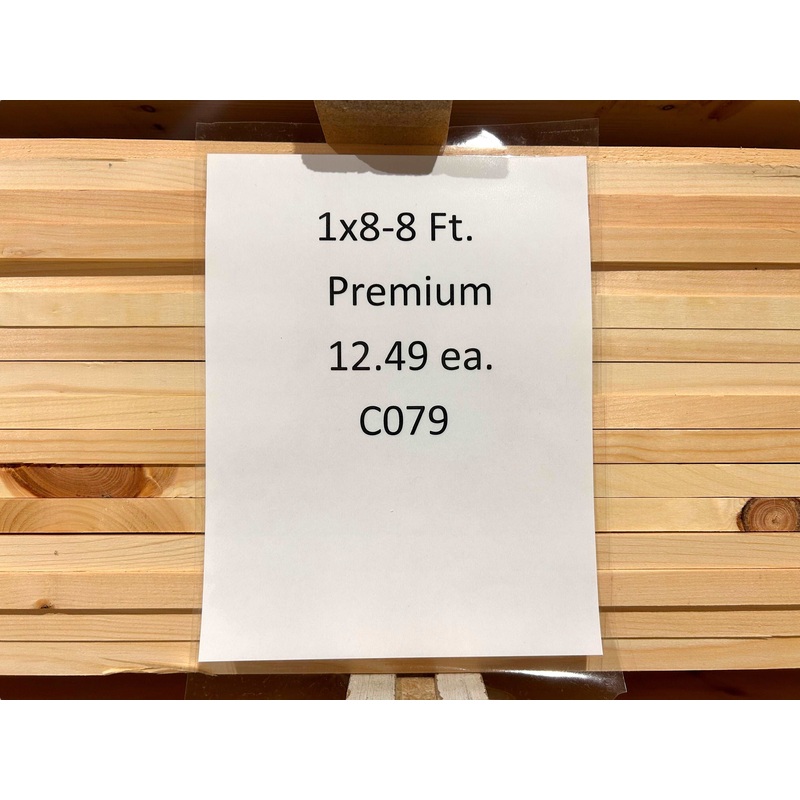 1x8-8 Ft.
Premium
12.49 ea.
C079